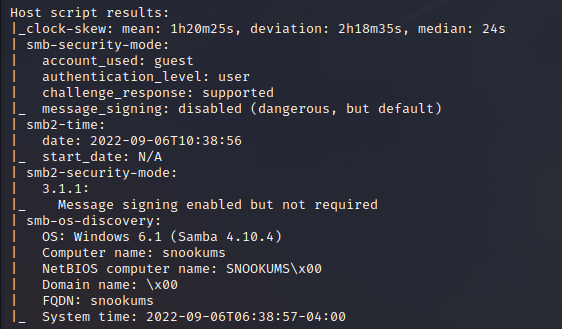 Host script results:
|_clock-skew: mean: 1h20m25s, deviation: 2h18m35s, median: 24s
| smb-security-mode:
|   account_used: guest
|   authentication_level: user
|   challenge_response: supported
|_  message_signing: disabled (dangerous, but default)
| smb2-time:
|   date: 2022-09-06T10:38:56
|_  start_date: N/A
| smb2-security-mode:
|   3.1.1:
|_    Message signing enabled but not required
| smb-os-discovery:
|   OS: Windows 6.1 (Samba 4.10.4)
|   Computer name: snookums
|   NetBIOS computer name: SNOOKUMS\x00
|   Domain name: \x00
|   FQDN: snookums
|_  System time: 2022-09-06T06:38:57-04:00